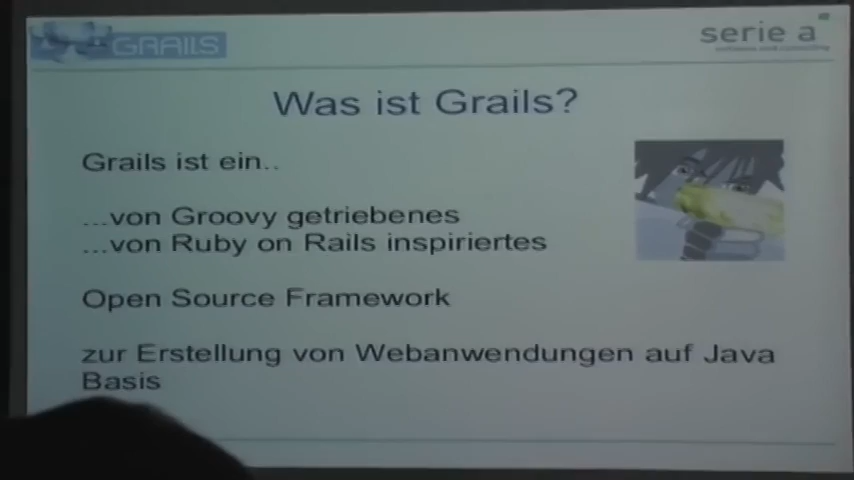 GRAILS
serie a
Was ist Grails?
Grails ist ein..
...von Groovy getriebenes
...von Ruby on Rails inspiriertes
Open Source Framework
zur Erstellung von Webanwendungen auf Java
Basis